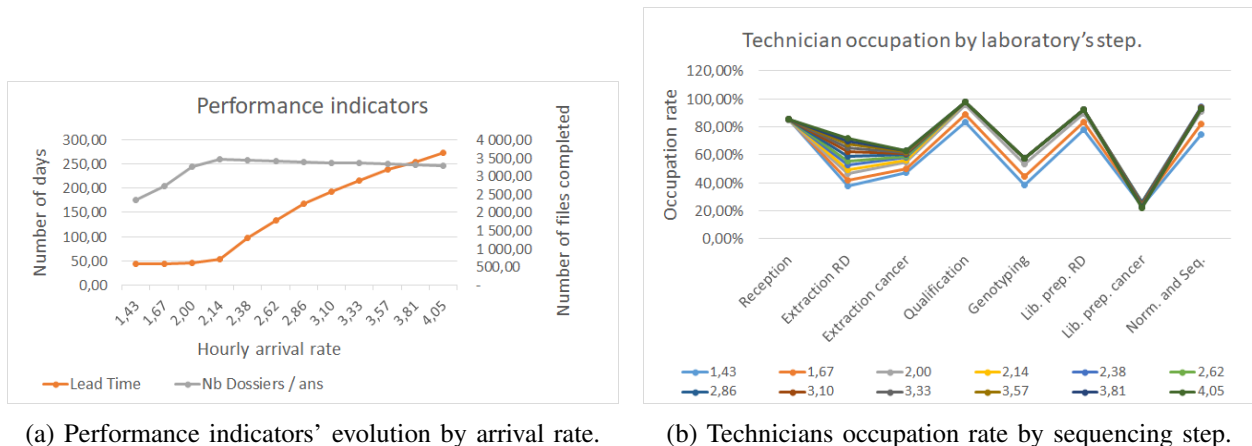 Performance indicators
Number of days
300,00
250,00
200,00
150,00
100,00
50,00
0,00
4 000,00
3 500,00
3 000,00
2 500,00
2 000,00
1 500,00
1 000,00
500,00
-
Number of files completed
1,43
1,67
2,00
2,14
2,38
2,62
2,86
3,10
3,33
3,57
3,81
4,05
Hourly arrival rate
Lead Time
Nb Dossiers / ans
(a) Performance indicators’ evolution by arrival rate.
Technician occupation by laboratory’s step.
Occupation rate
120,00%
100,00%
80,00%
60,00%
40,00%
20,00%
0,00%
Reception
Extraction RD
Extraction cancer
Qualification
Genotyping
Lib. prep. RD
Lib. prep. cancer
Norm. and Seq.
1,43 1,67 2,00 2,14 2,38 2,62
2,86 3,10 3,33 3,57 3,81 4,05
(b) Technicians occupation rate by sequencing step.